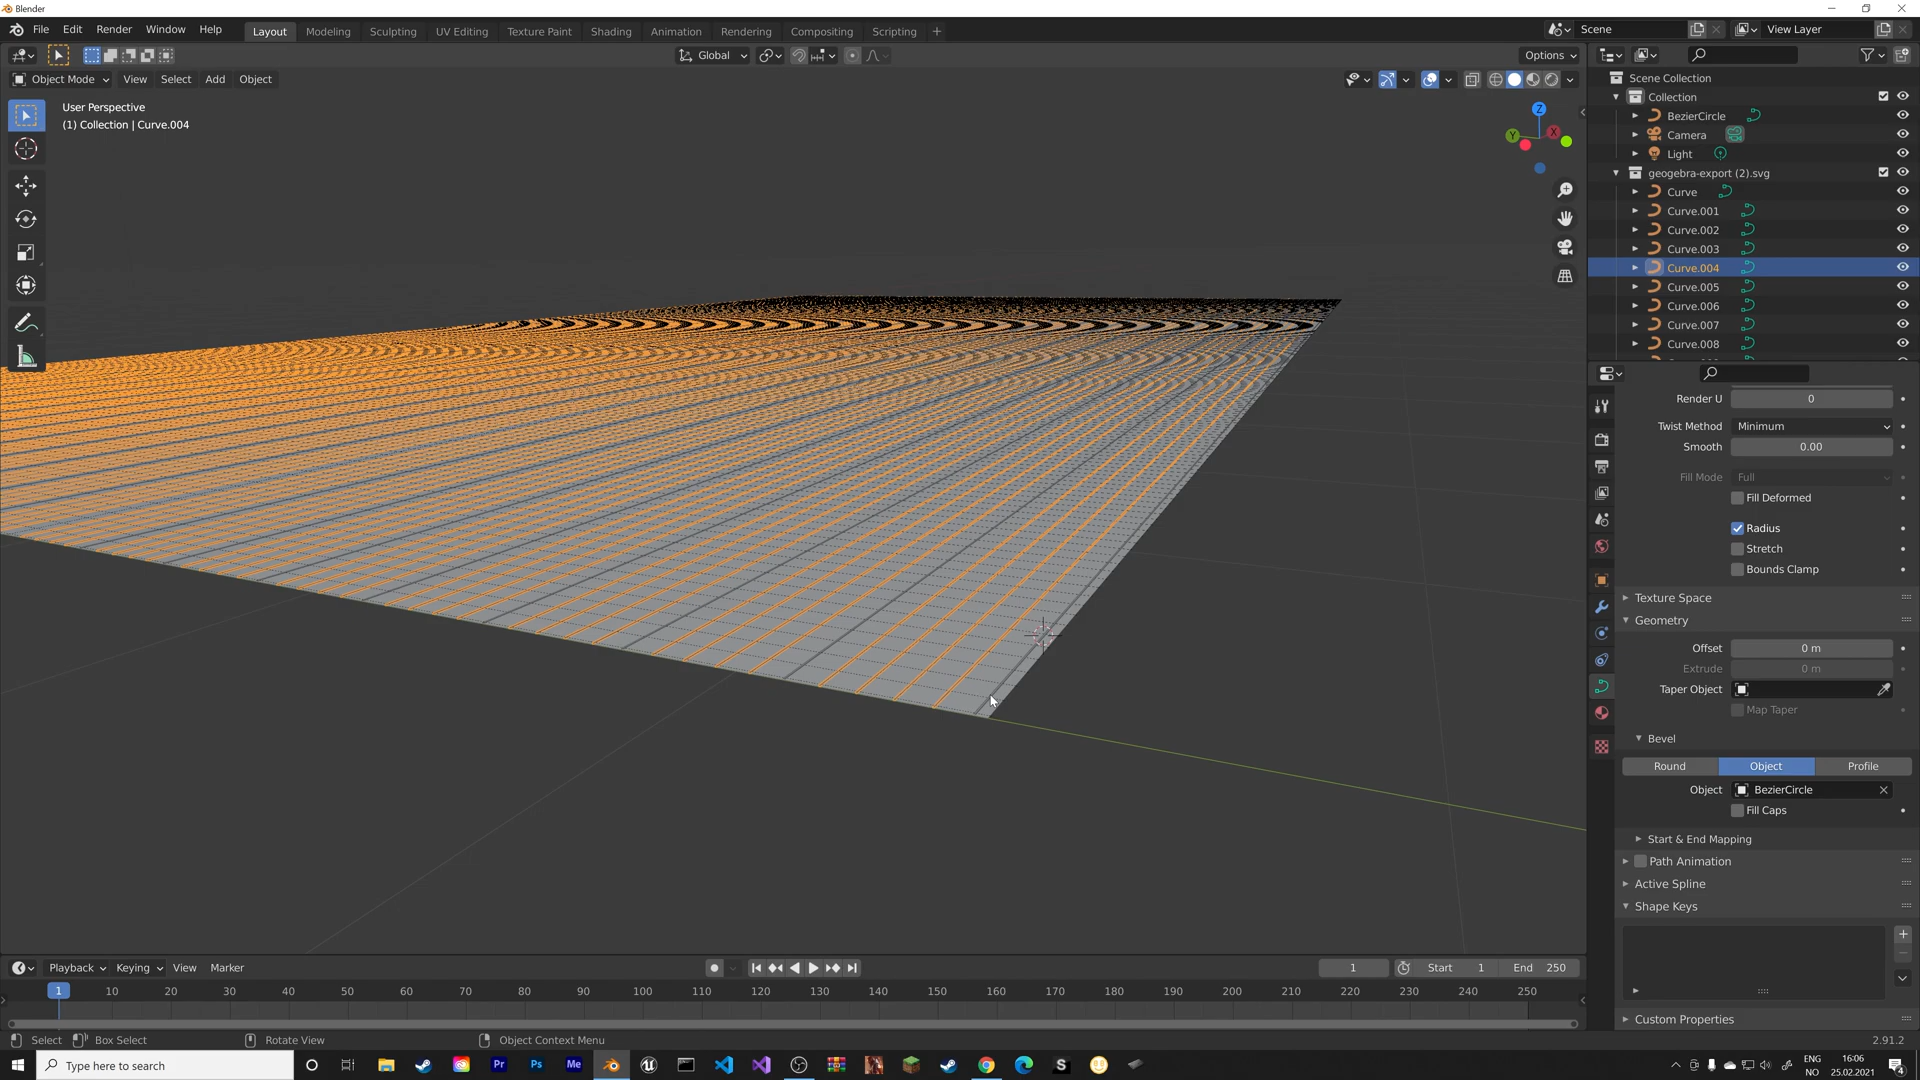 Blender
File Edit Render Window Help Layout Modeling Sculpting UV Editing Texture Paint Shading Animation Rendering Compositing Scripting Scene View Layer
Global Options
Object Mode View Select Add Object
User Perspective
(1) Collection | Curve.004
Z
Y
X
Scene Collection
Collection
BezierCircle
Camera
Light
geogebra-export (2).svg
Curve
Curve.001
Curve.002
Curve.003
Curve.004
Curve.005
Curve.006
Curve.007
Curve.008
Render U 0
Twist Method Minimum
Smooth 0.00
Fill Mode Full
Fill Deformed
Radius
Stretch
Bounds Clamp
Texture Space
Geometry
Offset 0 m
Extrude 0 m
Taper Object
Map Taper
Bevel
Round Object Profile
Object BezierCircle
Fill Caps
Start & End Mapping
Path Animation
Active Spline
Shape Keys
Custom Properties
Playback Keying View Marker 1 Start 1 End 250
1 10 20 30 40 50 60 70 80 90 100 110 120 130 140 150 160 170 180 190 200 210 220 230 240 250
Select Box Select Rotate View Object Context Menu 2.91.2
Type here to search
Pr Ps Me S
ENG 16:06
NO 25.02.2021
4